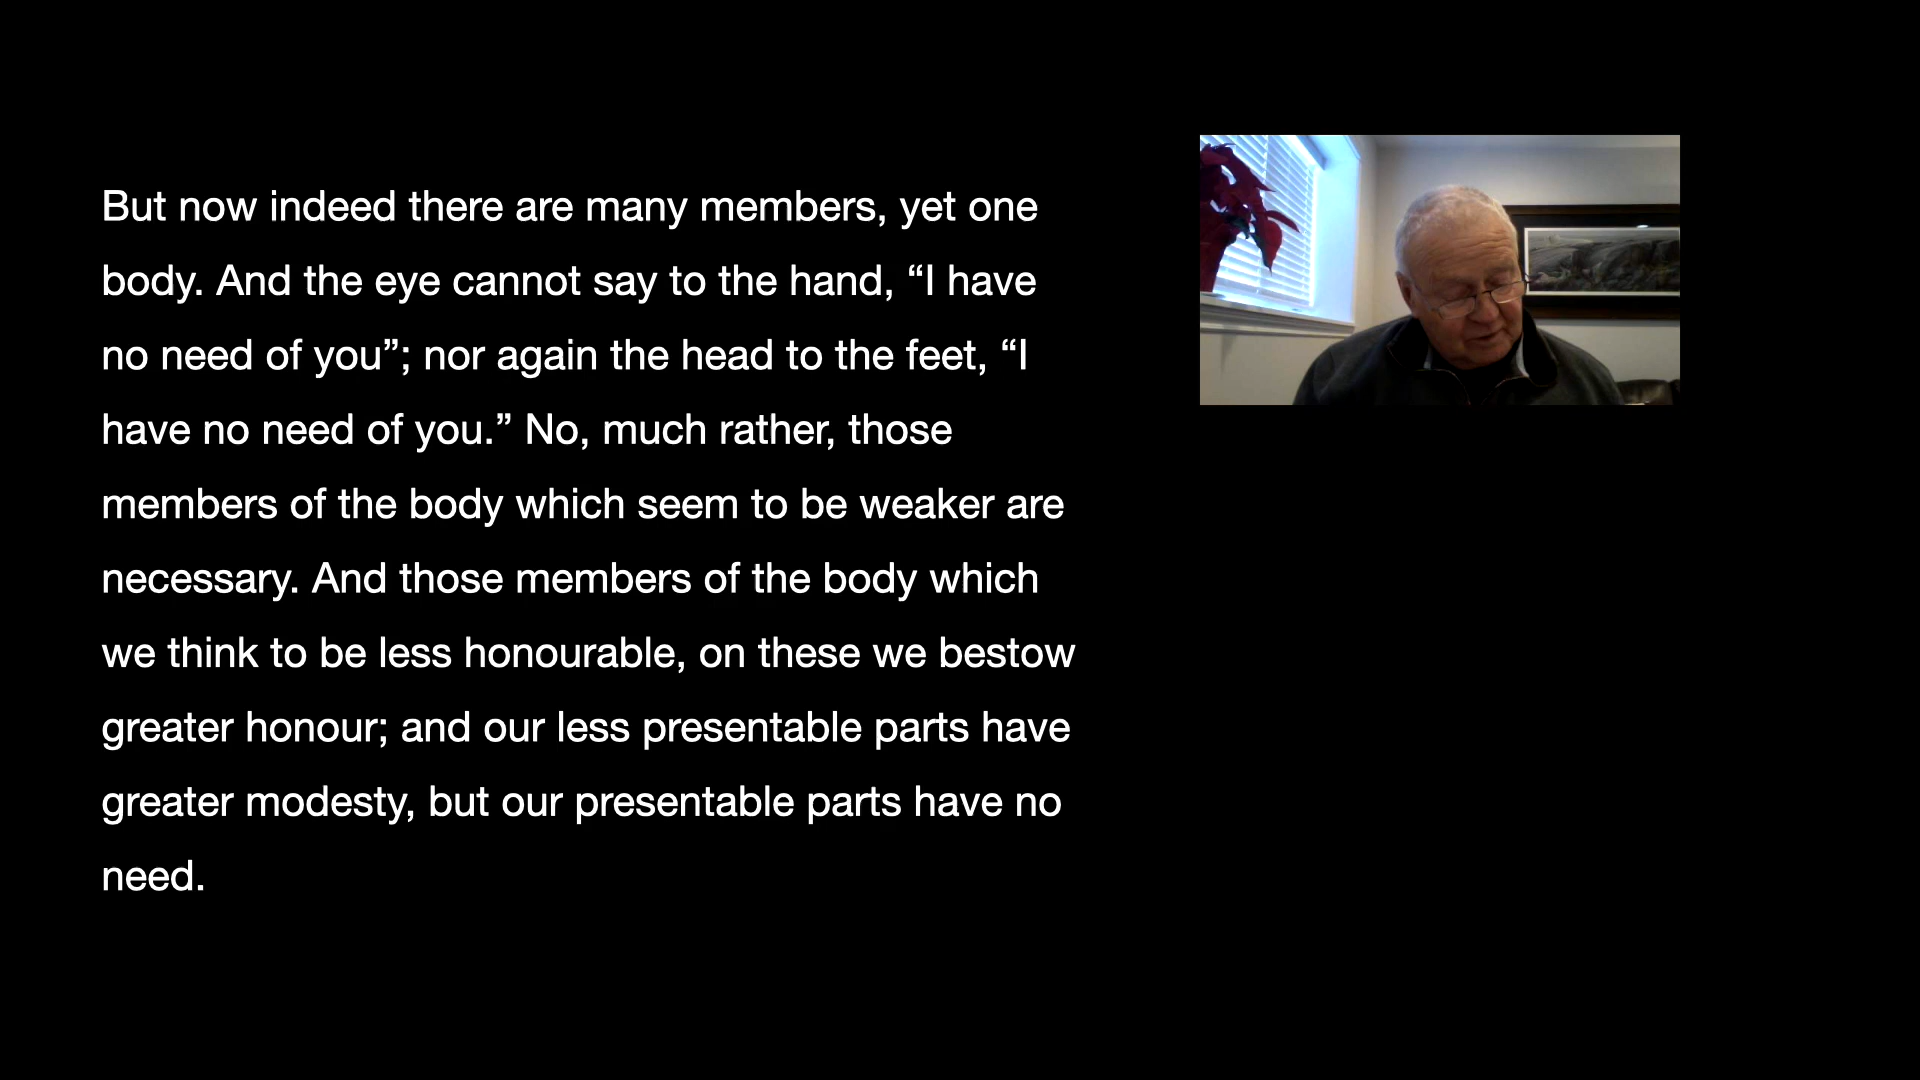 But now indeed there are many members, yet one
body. And the eye cannot say to the hand, “I have
no need of you”; nor again the head to the feet, “I
have no need of you.” No, much rather, those
members of the body which seem to be weaker are
necessary. And those members of the body which
we think to be less honourable, on these we bestow
greater honour; and our less presentable parts have
greater modesty, but our presentable parts have no
need.